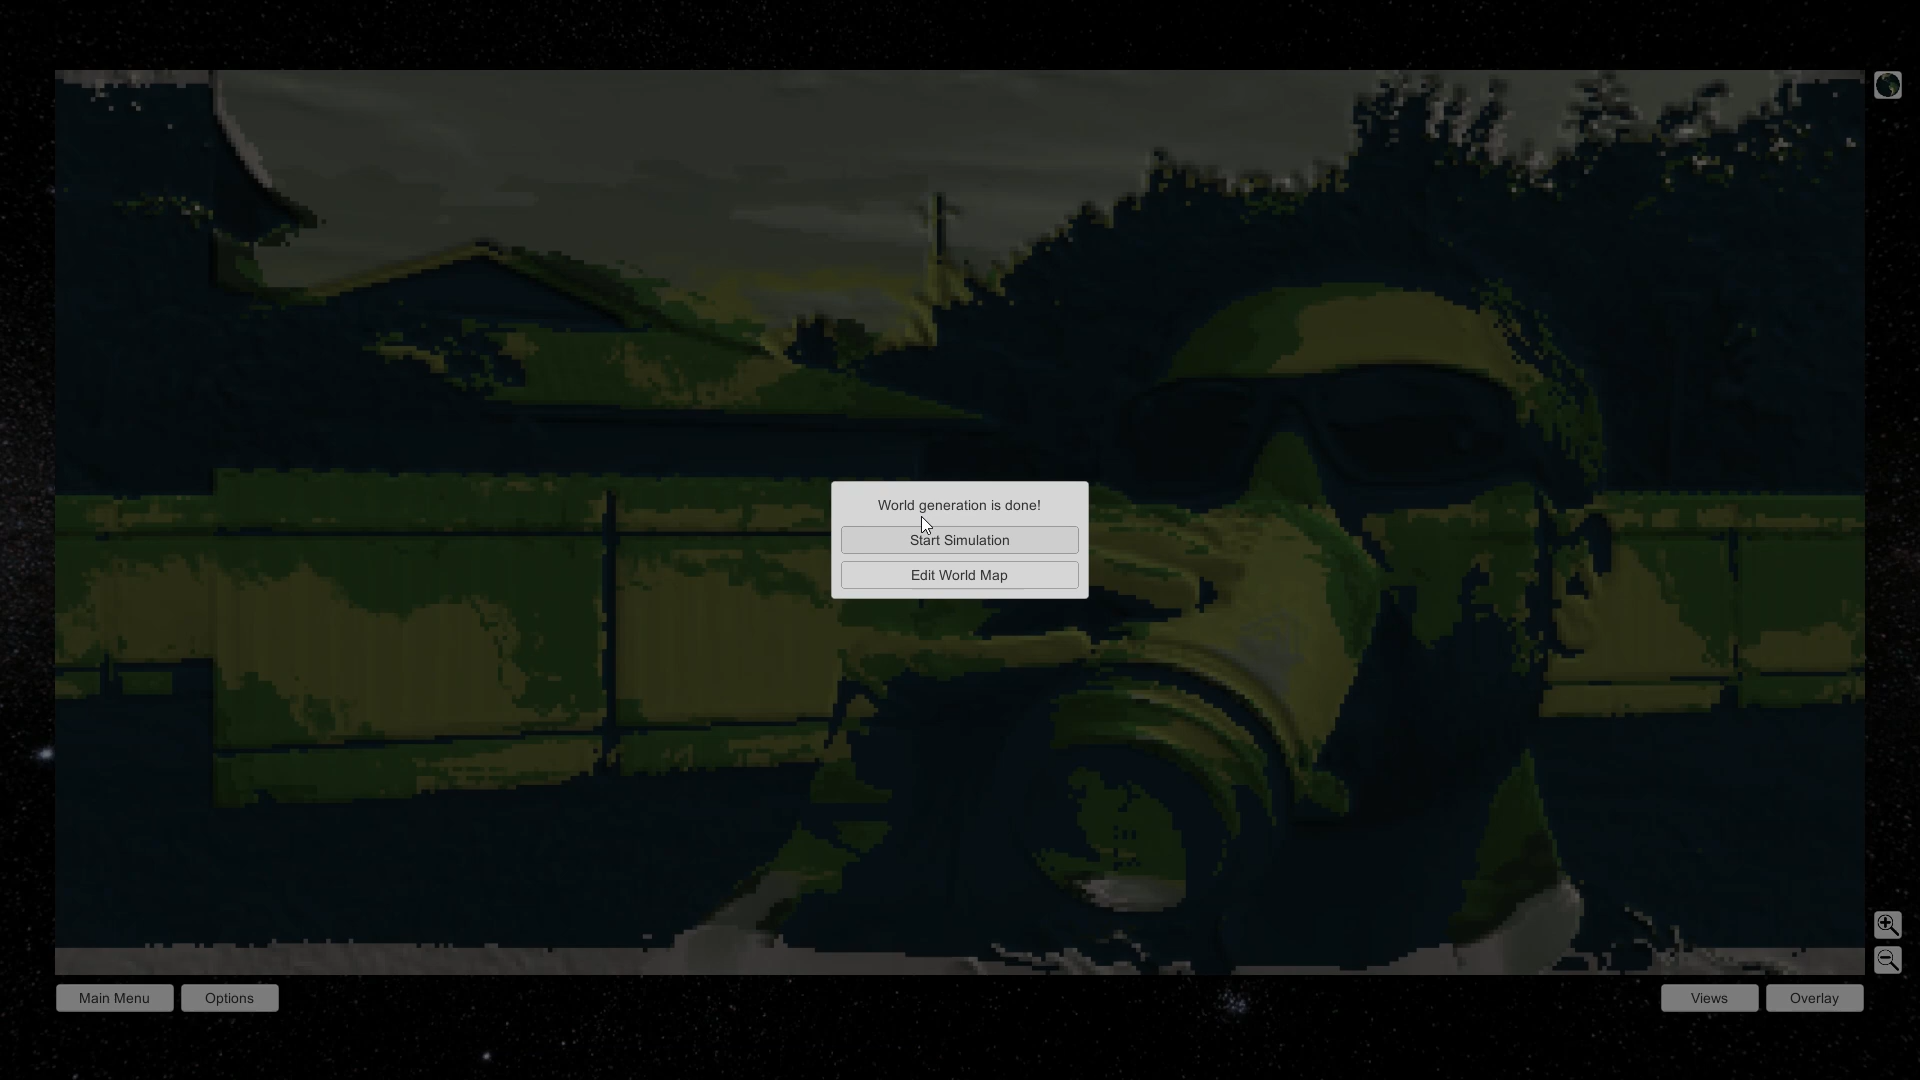 World generation is done!
Start Simulation
Edit World Map
Main Menu
Options
Views
Overlay